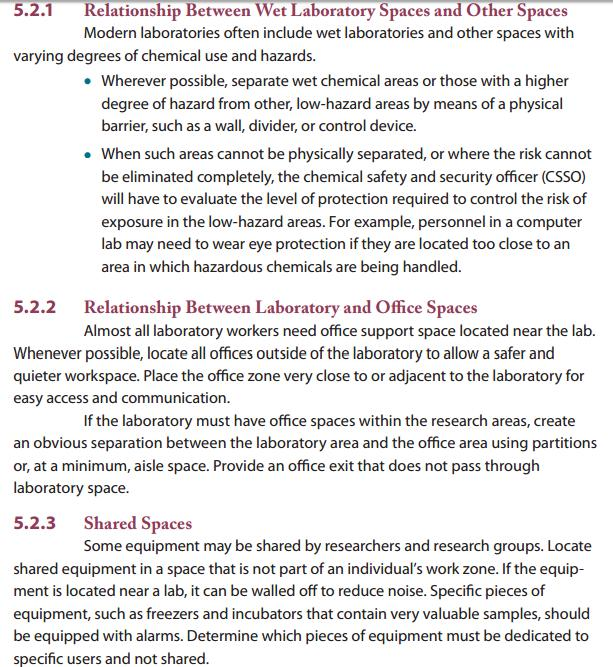 5.2.1 Relationship Between Wet Laboratory Spaces and Other Spaces
Modern laboratories often include wet laboratories and other spaces with
varying degrees of chemical use and hazards.
• Wherever possible, separate wet chemical areas or those with a higher
degree of hazard from other, low-hazard areas by means of a physical
barrier, such as a wall, divider, or control device.
• When such areas cannot be physically separated, or where the risk cannot
be eliminated completely, the chemical safety and security officer (CSSO)
will have to evaluate the level of protection required to control the risk of
exposure in the low-hazard areas. For example, personnel in a computer
lab may need to wear eye protection if they are located too close to an
area in which hazardous chemicals are being handled.
5.2.2 Relationship Between Laboratory and Office Spaces
Almost all laboratory workers need office support space located near the lab.
Whenever possible, locate all offices outside of the laboratory to allow a safer and
quieter workspace. Place the office zone very close to or adjacent to the laboratory for
easy access and communication.
If the laboratory must have office spaces within the research areas, create
an obvious separation between the laboratory area and the office area using partitions
or, at a minimum, aisle space. Provide an office exit that does not pass through
laboratory space.
5.2.3 Shared Spaces
Some equipment may be shared by researchers and research groups. Locate
shared equipment in a space that is not part of an individual's work zone. If the equip-
ment is located near a lab, it can be walled off to reduce noise. Specific pieces of
equipment, such as freezers and incubators that contain very valuable samples, should
be equipped with alarms. Determine which pieces of equipment must be dedicated to
specific users and not shared.